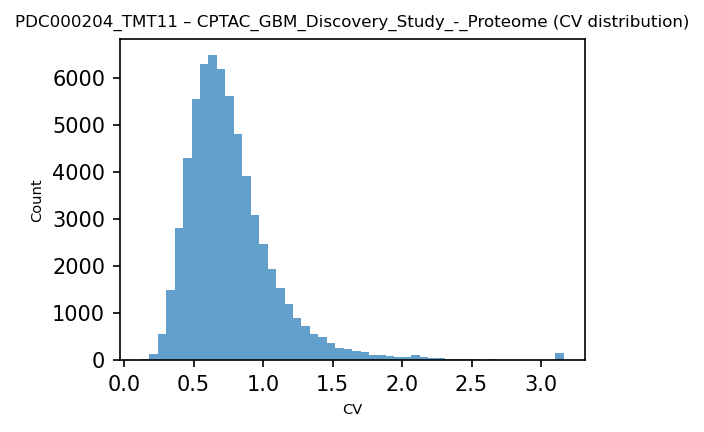 PDC000204_TMT11 – CPTAC_GBM_Discovery_Study_-_Proteome (CV distribution)
6000
5000
4000
3000
2000
1000
0
Count
0.0 0.5 1.0 1.5 2.0 2.5 3.0
CV